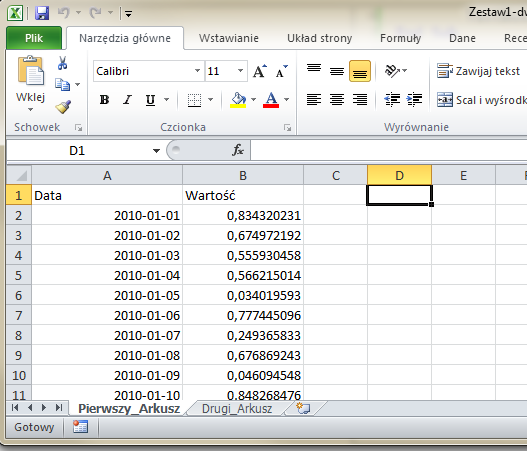 Zestaw1-dw
Plik Narzędzia główne Wstawianie Układ strony Formuły Dane Rece
Wklej Calibri 11 A A Zawijaj tekst
B I U A Scal i wyśrodk
Schowek Czcionka Wyrównanie
D1 fx
A B C D E F
1 Data Wartość
2 2010-01-01 0,834320231
3 2010-01-02 0,674972192
4 2010-01-03 0,555930458
5 2010-01-04 0,566215014
6 2010-01-05 0,034019593
7 2010-01-06 0,777445096
8 2010-01-07 0,249365833
9 2010-01-08 0,676869243
10 2010-01-09 0,046094548
11 2010-01-10 0,848268476
Pierwszy_Arkusz Drugi_Arkusz
Gotowy